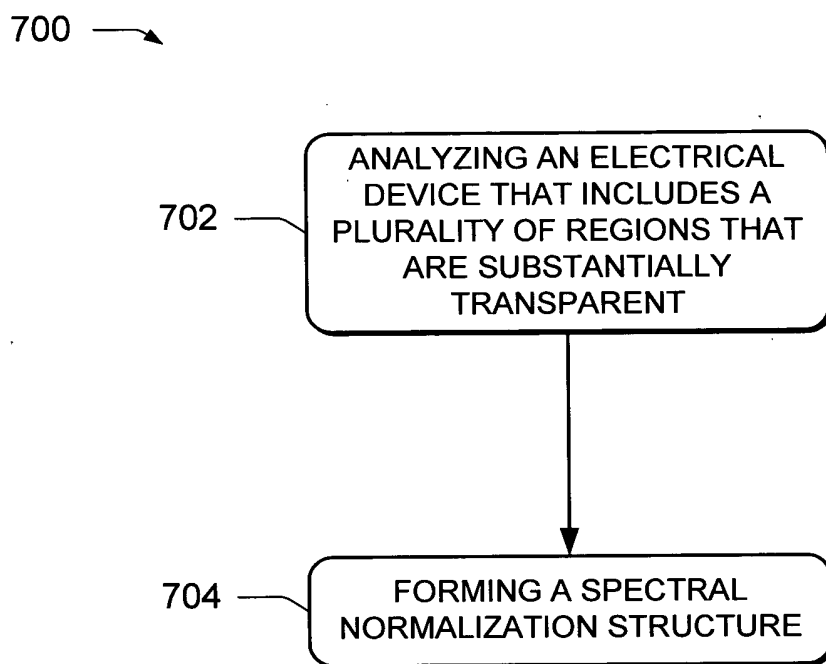 700
702
ANALYZING AN ELECTRICAL
DEVICE THAT INCLUDES A
PLURALITY OF REGIONS THAT
ARE SUBSTANTIALLY
TRANSPARENT
704
FORMING A SPECTRAL
NORMALIZATION STRUCTURE